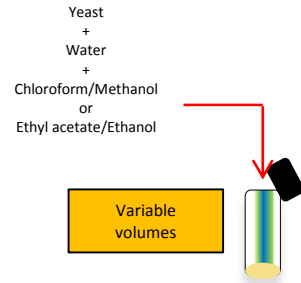 Yeast
+
Water
+
Chloroform/Methanol
or
Ethyl acetate/Ethanol
Variable
volumes